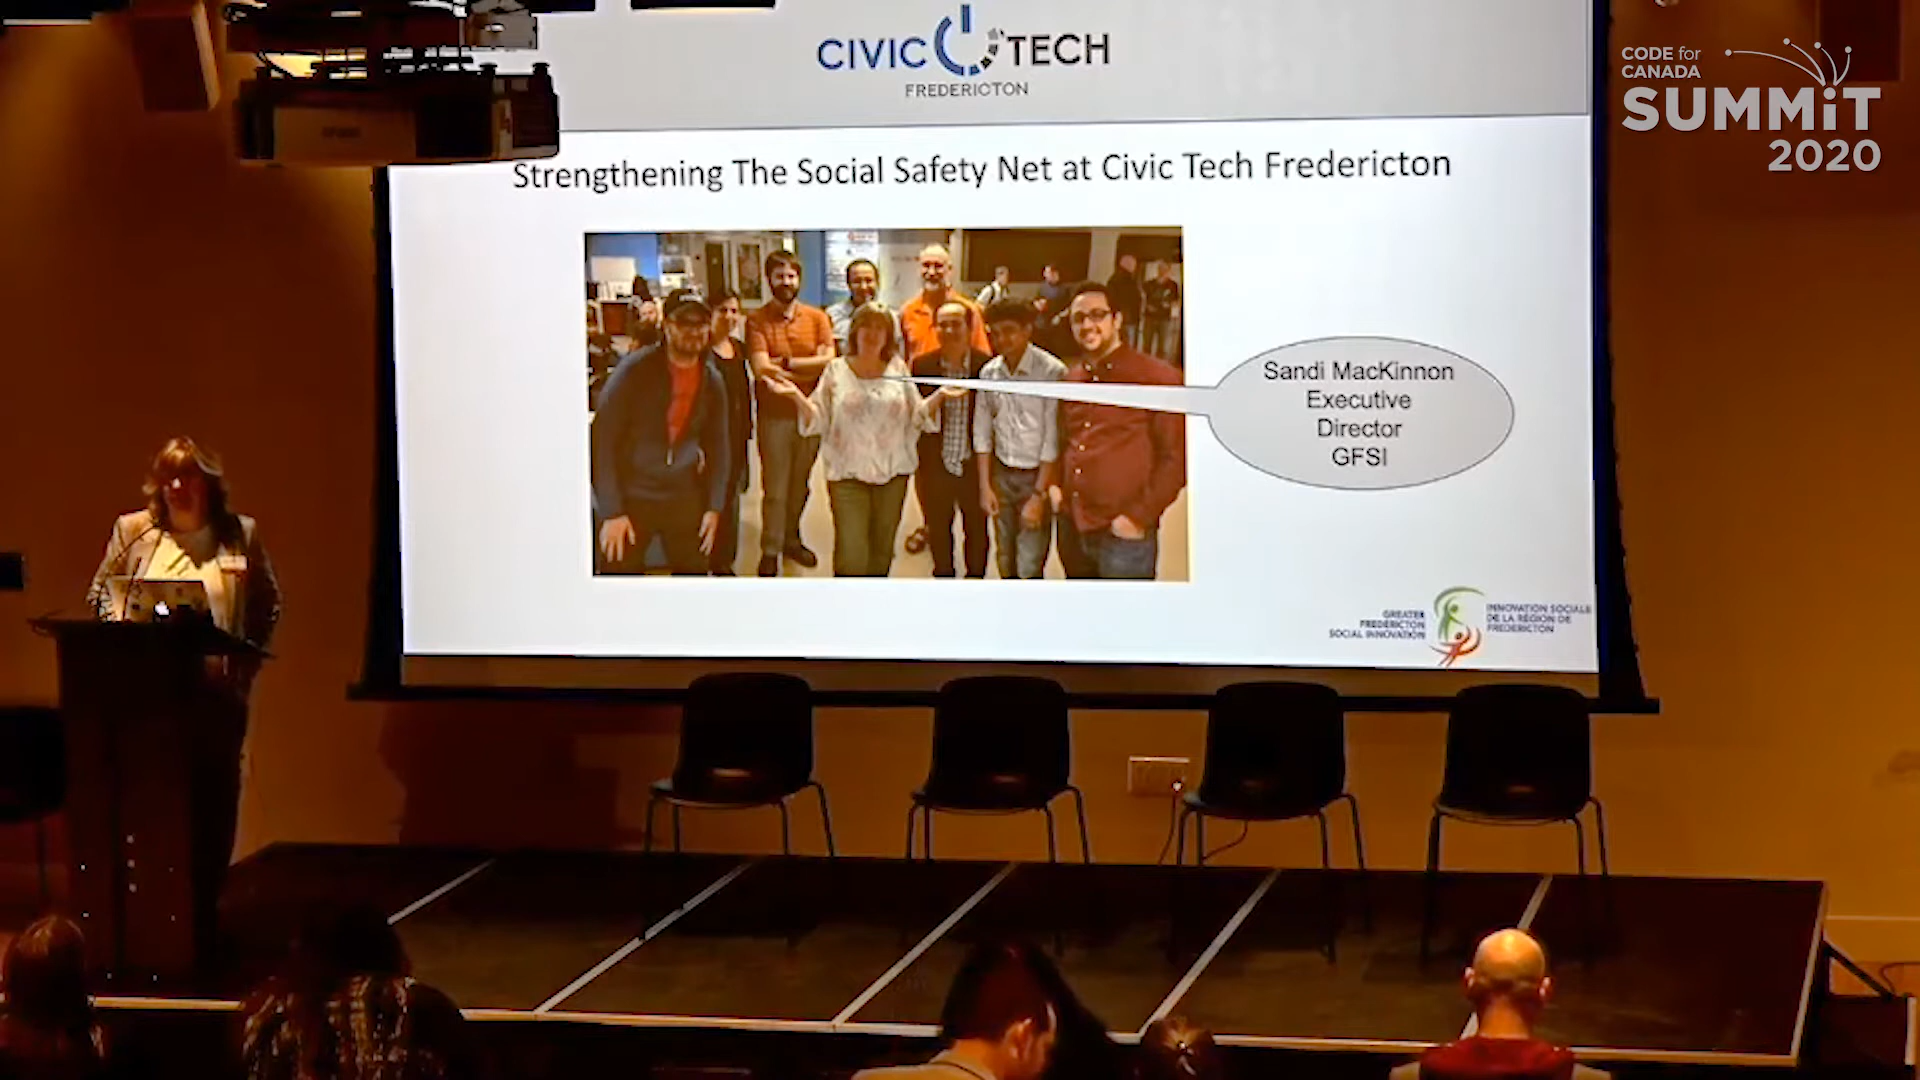 CIVIC TECH
FREDERICTON
CODE for
CANADA
SUMMiT
2020
Strengthening The Social Safety Net at Civic Tech Fredericton
Sandi MacKinnon
Executive
Director
GFSI
GREATER
FREDERICTON
SOCIAL INNOVATION
INNOVATION SOCIALE
DE LA RÉGION DE
FREDERICTON